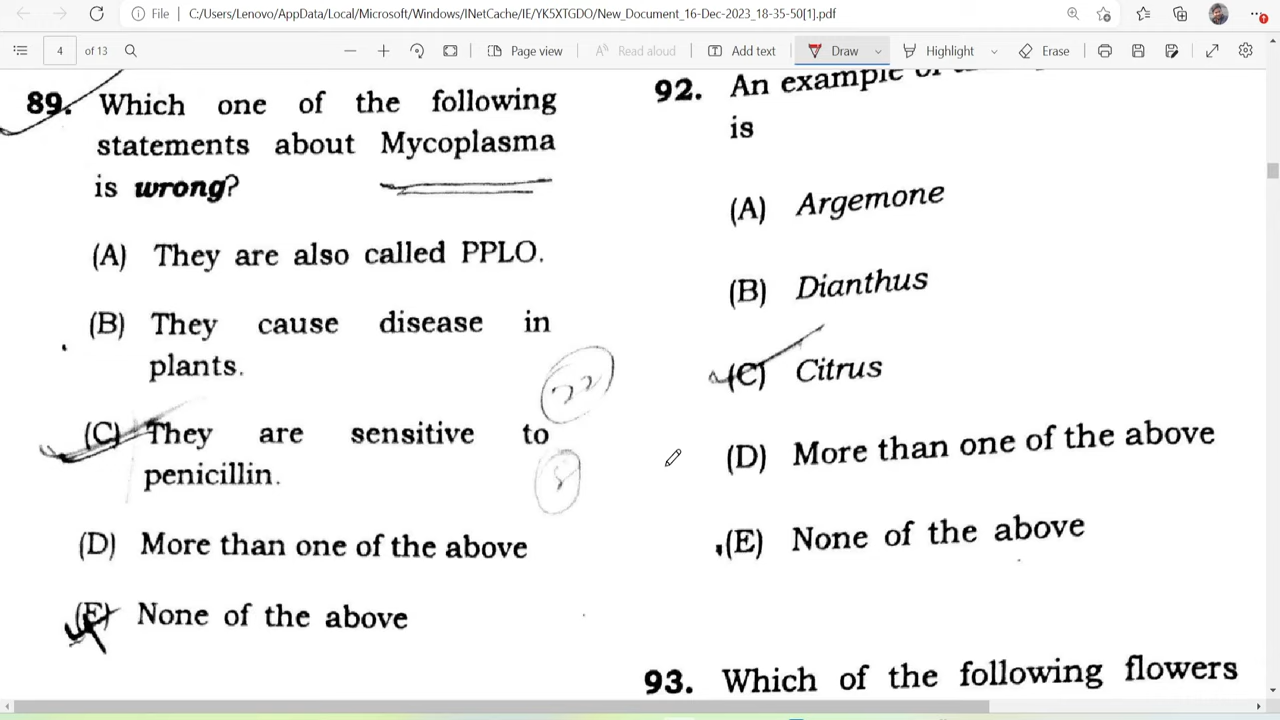 File
C:/Users/Lenovo/AppData/Local/Microsoft/Windows/INetCache/IE/YK5XTGDO/New_Document_16-Dec-2023_18-35-50[1].pdf
4 of 13
Page view
Read aloud
Add text
Draw
Highlight
Erase
89. Which one of the following
statements about Mycoplasma
is wrong?
(A) They are also called PPLO.
(B) They cause disease in
plants.
(C) They are sensitive to
penicillin.
(D) More than one of the above
(E) None of the above
22
8
92. An example of
is
(A) Argemone
(B) Dianthus
(C) Citrus
(D) More than one of the above
(E) None of the above
93. Which of the following flowers